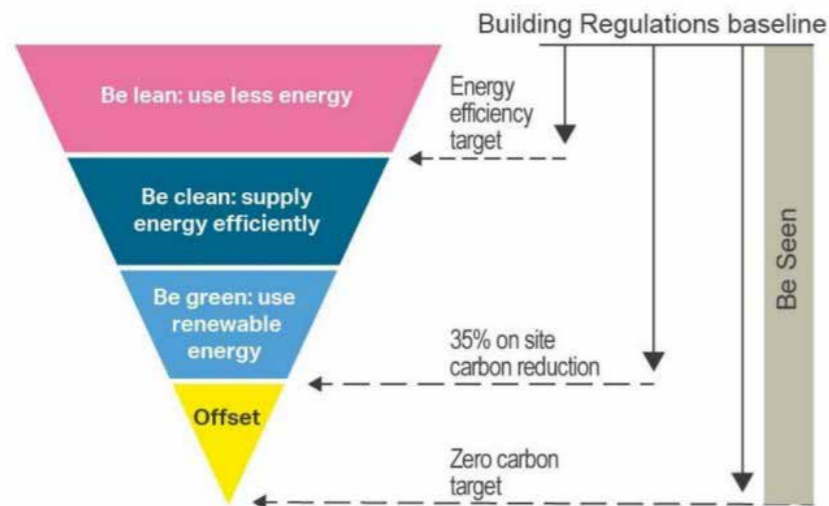 Building Regulations baseline
Be lean: use less energy
Energy
efficiency
target
Be clean: supply
energy efficiently
Be Seen
Be green: use
renewable
energy
35% on site
carbon reduction
Offset
Zero carbon
target